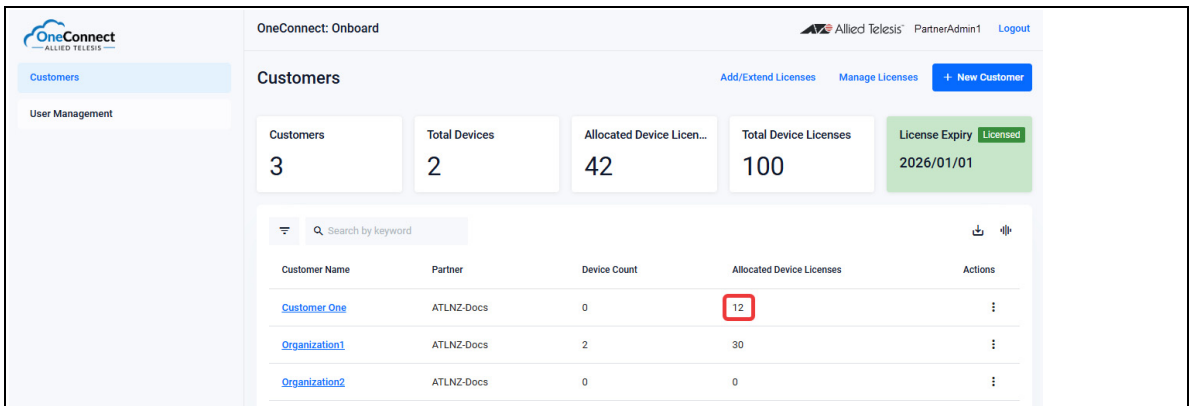 OneConnect
ALLIED TELESIS
OneConnect: Onboard
Allied Telesis
PartnerAdmin1
Logout
Customers
User Management
Customers
Add/Extend Licenses
Manage Licenses
+ New Customer
Customers
3
Total Devices
2
Allocated Device Licen...
42
Total Device Licenses
100
License Expiry
Licensed
2026/01/01
Search by keyword
Customer Name Partner Device Count Allocated Device Licenses Actions
Customer One ATLNZ-Docs 0 12
Organization1 ATLNZ-Docs 2 30
Organization2 ATLNZ-Docs 0 0